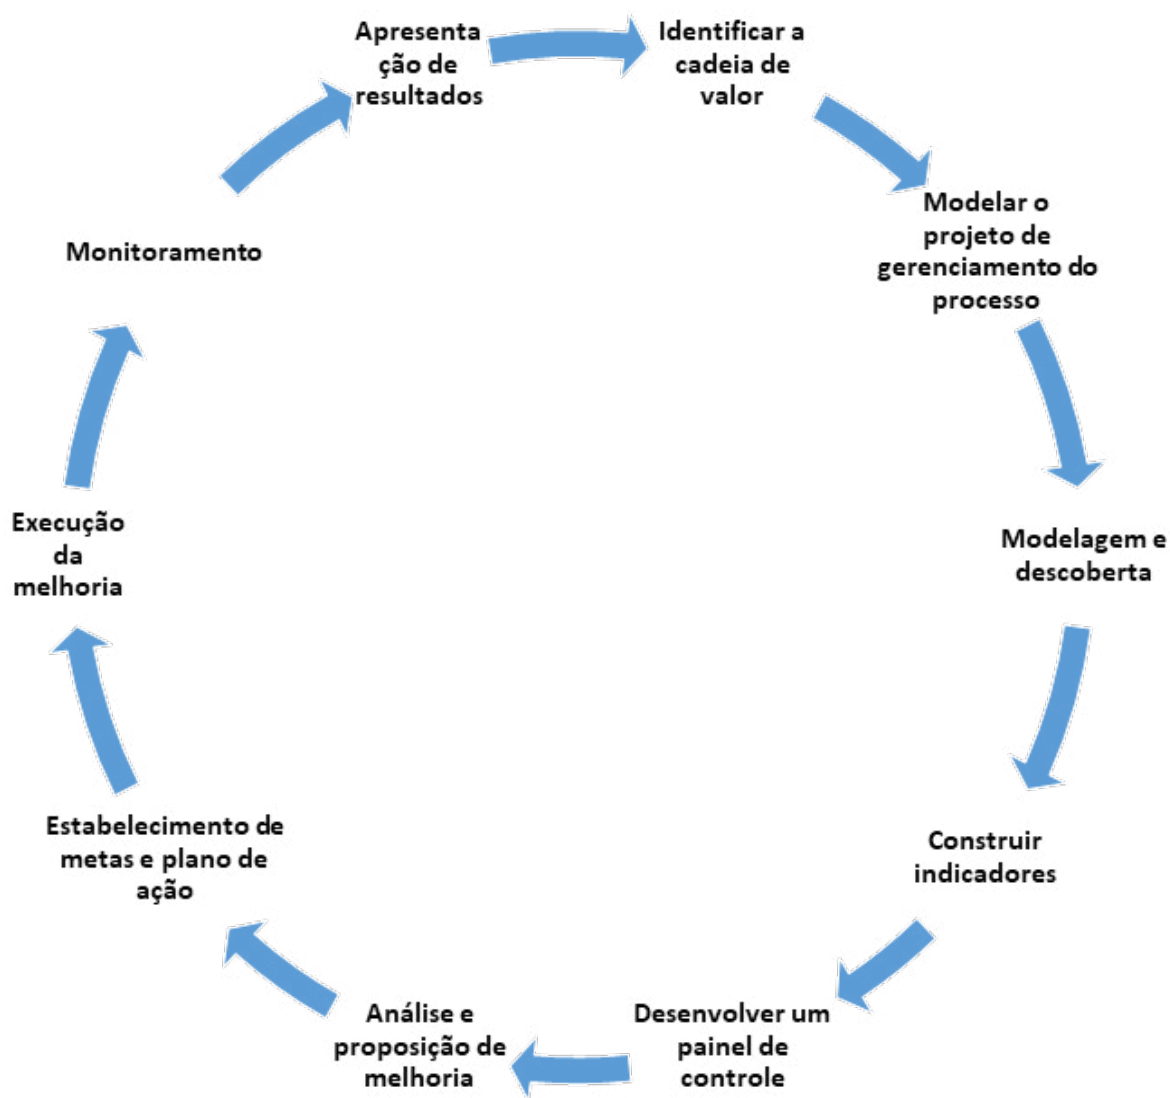 Apresenta
ção de
resultados
Identificar a
cadeia de
valor
Modelar o
projeto de
gerenciamento do
processo
Modelagem e
descoberta
Construir
indicadores
Desenvolver um
painel de
controle
Análise e
proposição de
melhoria
Estabelecimento de
metas e plano de
ação
Execução
da
melhoria
Monitoramento